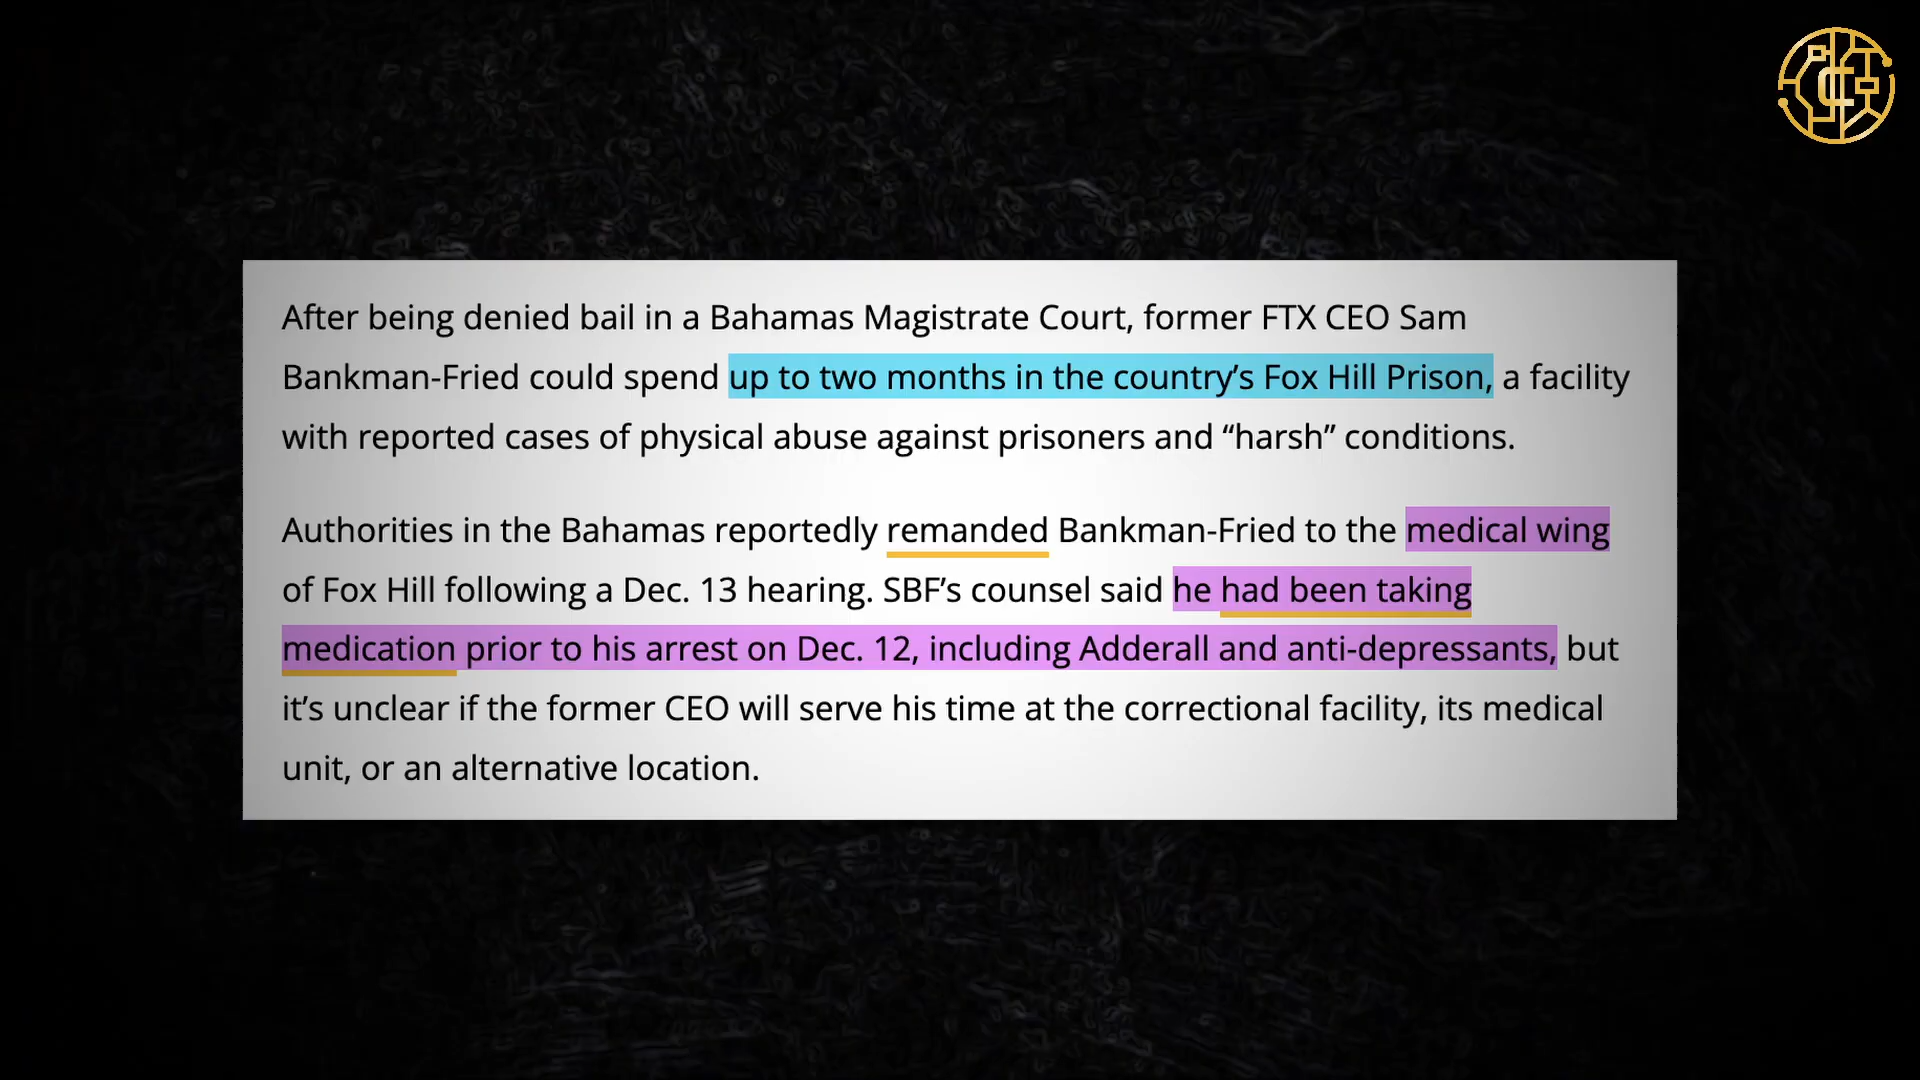 After being denied bail in a Bahamas Magistrate Court, former FTX CEO Sam
Bankman-Fried could spend up to two months in the country’s Fox Hill Prison, a facility
with reported cases of physical abuse against prisoners and “harsh” conditions.
Authorities in the Bahamas reportedly remanded Bankman-Fried to the medical wing
of Fox Hill following a Dec. 13 hearing. SBF’s counsel said he had been taking
medication prior to his arrest on Dec. 12, including Adderall and anti-depressants, but
it’s unclear if the former CEO will serve his time at the correctional facility, its medical
unit, or an alternative location.